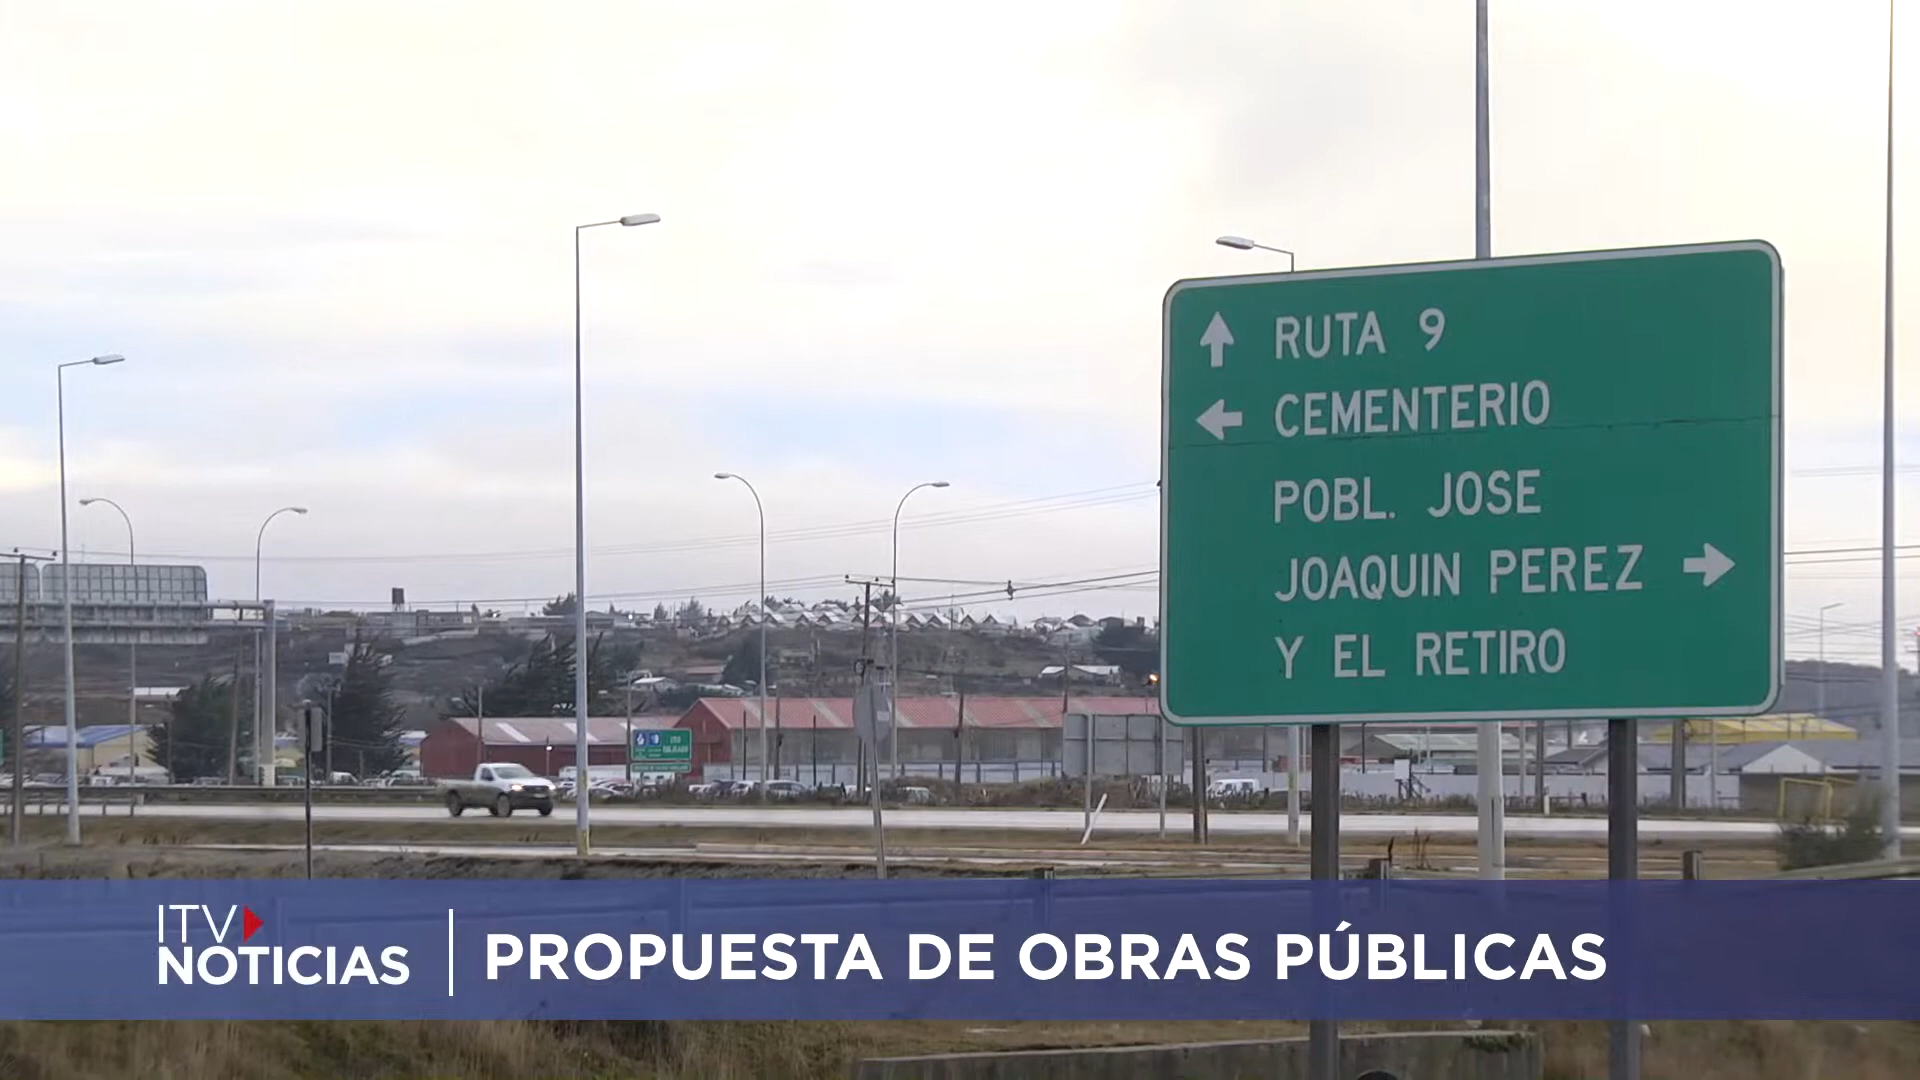 RUTA 9
CEMENTERIO
POBL. JOSE
JOAQUIN PEREZ
Y EL RETIRO
ITV
NOTICIAS
PROPUESTA DE OBRAS PÚBLICAS